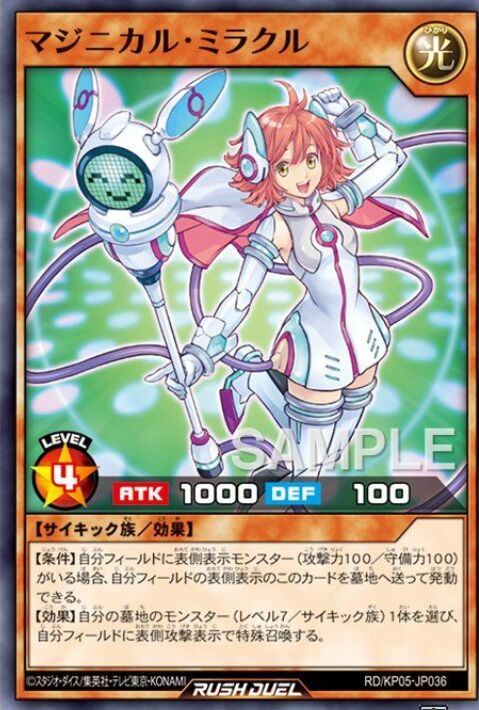 マジニカル・ミラクル
ひかり
光
SAMPLE
LEVEL
4
ATK 1000 DEF 100
【サイキック族／効果】
【条件】自分フィールドに表側表示モンスター（攻撃力100／守備力100）
がいる場合、自分フィールドの表側表示のこのカードを墓地へ送って発動
できる。
【効果】自分の墓地のモンスター（レベル7／サイキック族）1体を選び、
自分フィールドに表側攻撃表示で特殊召喚する。
©スタジオ・ダイス/集英社・テレビ東京・KONAMI
RUSH DUEL
RD/KP05-JP036